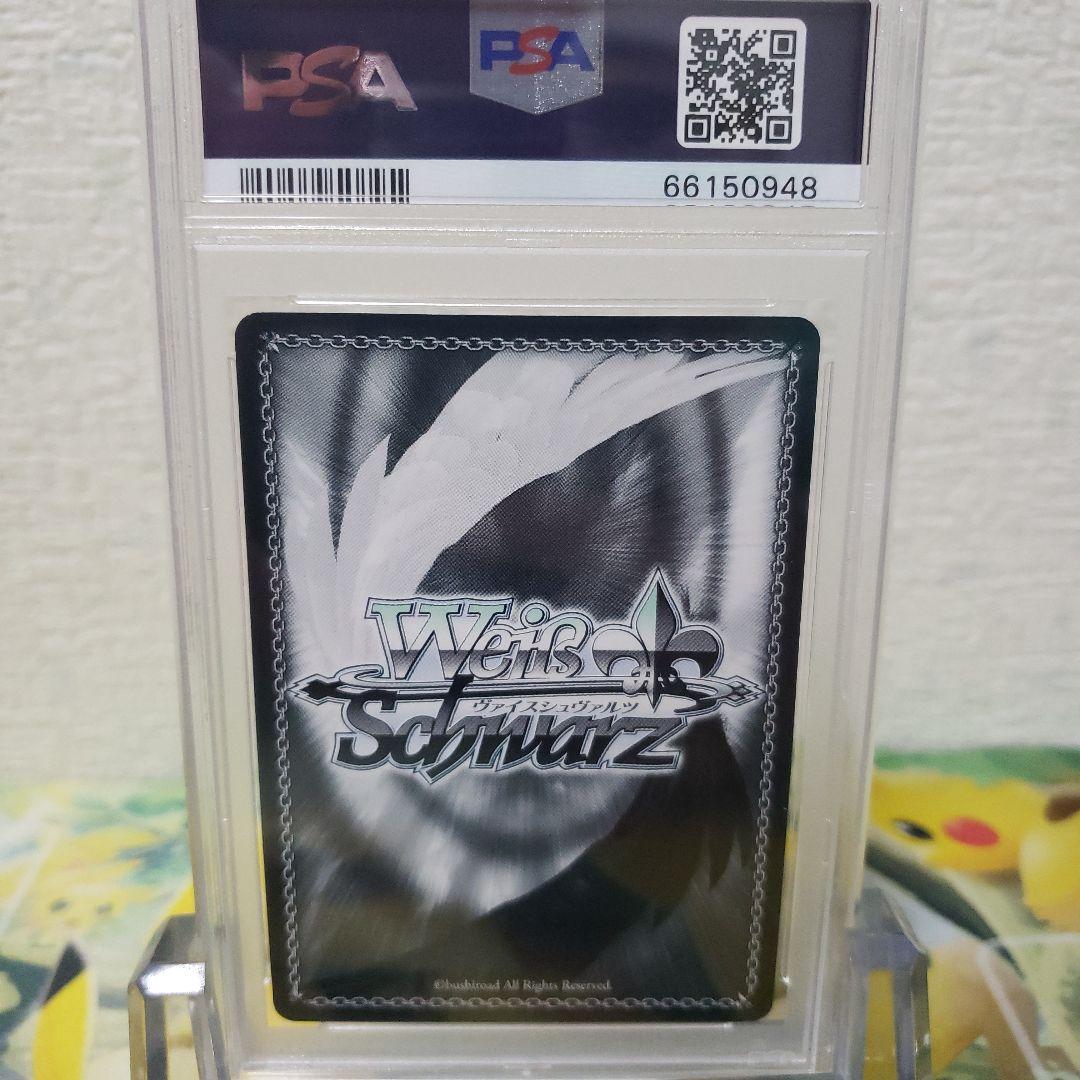 PSA
PSA
66150948
Weiß
ヴァイスシュヴァルツ
Schwarz
©bushiroad All Rights Reserved.